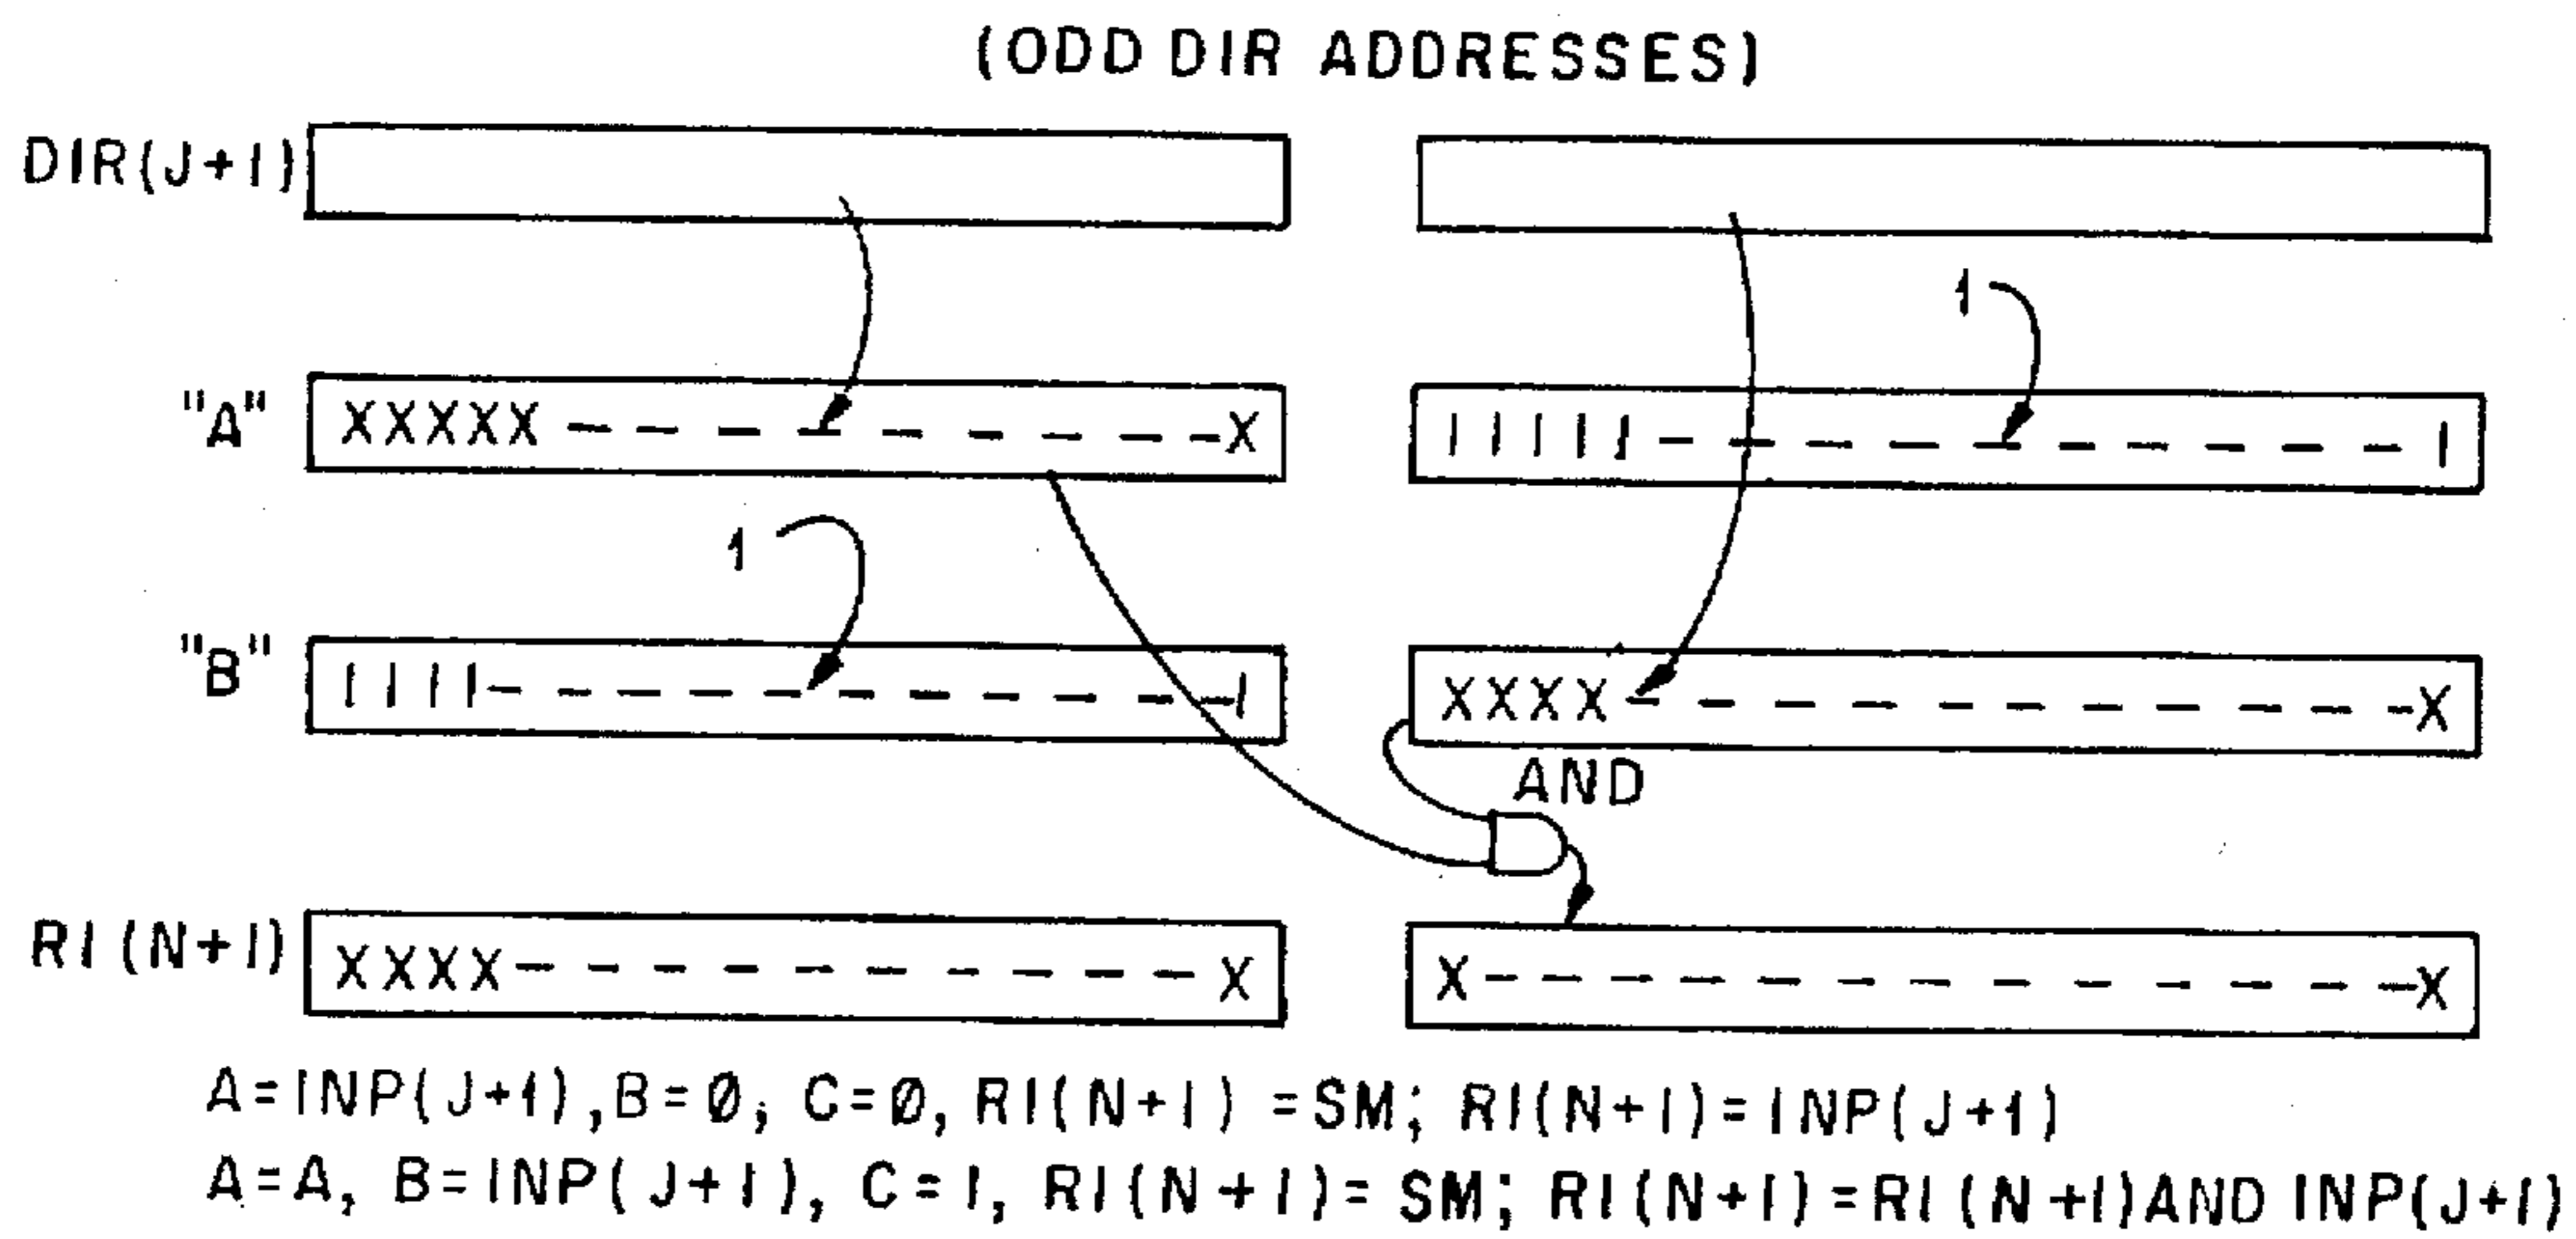 (ODD DIR ADDRESSES)
DIR(J+1)
1
"A" XXXXX - - - - - - - - - X 11111 - - - - - - - - - - 1
1
"B" 1111 - - - - - - - - - - 1 XXXX - - - - - - - - - - X
AND
RI(N+1) XXXX - - - - - - - - - - X X - - - - - - - - - - - - X
A=INP(J+1),B=Ø, C=Ø, RI(N+1) =SM; RI(N+1)=INP(J+1)
A=A, B=INP(J+1), C=1, RI(N+1)= SM; RI(N+1)=RI(N+1)AND INP(J+1)